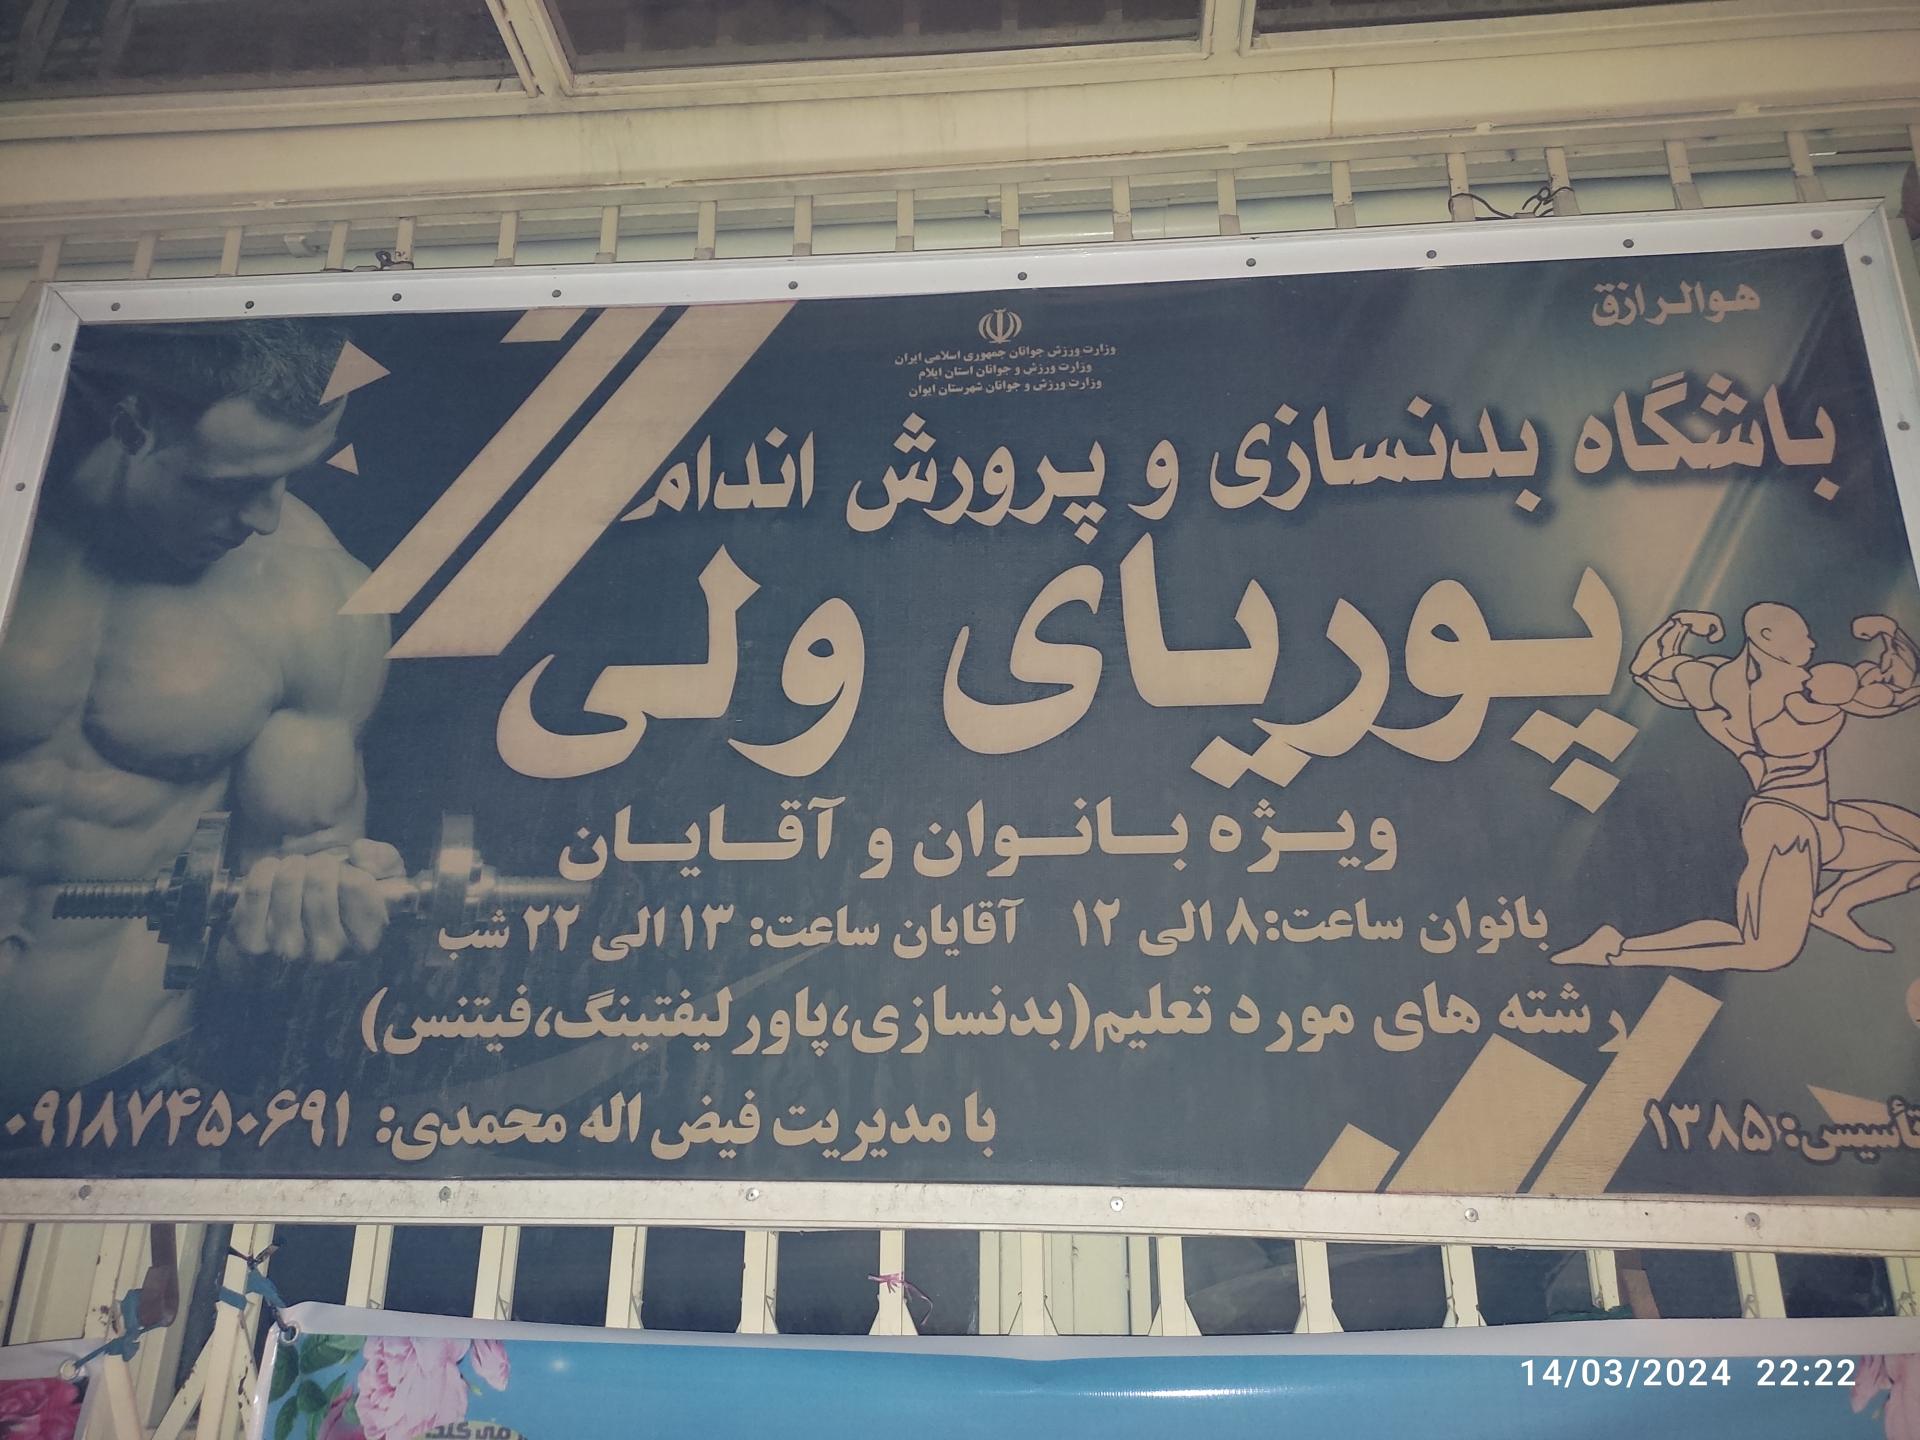 هوالرازق
وزارت ورزش جوانان جمهوری اسلامی ایران
وزارت ورزش و جوانان استان ایلام
وزارت ورزش و جوانان شهرستان ایوان
باشگاه بدنسازی و پرورش اندام
پوریای ولی
ویژه بانوان و آقایان
بانوان ساعت:۸ الی ۱۲ آقایان ساعت: ۱۳ الی ۲۲ شب
رشته های مورد تعلیم(بدنسازی،پاورلیفتینگ،فیتنس)
تأسیس:۱۳۸۵
با مدیریت فیض اله محمدی: ۰۹۱۸۷۴۵۰۶۹۱
14/03/2024 22:22